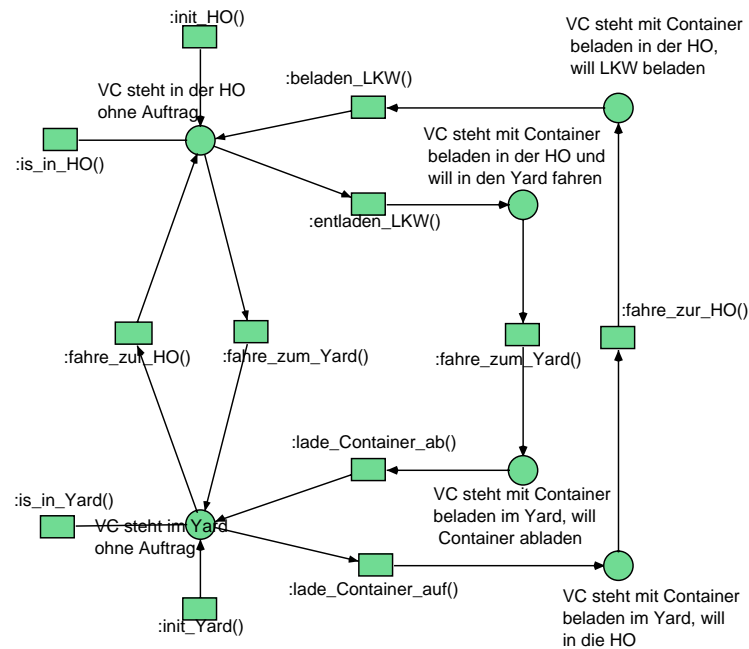 :init_HO()
VC steht mit Container
beladen in der HO,
will LKW beladen
:beladen_LKW()
VC steht in der HO
ohne Auftrag
VC steht mit Container
beladen in der HO und
will in den Yard fahren
:is_in_HO()
:entladen_LKW()
:fahre_zur_HO()
:fahre_zur_HO()
:fahre_zum_Yard()
:fahre_zum_Yard()
:lade_Container_ab()
:is_in_Yard()
VC steht im Yard
ohne Auftrag
VC steht mit Container
beladen im Yard, will
Container abladen
:lade_Container_auf()
VC steht mit Container
beladen im Yard, will
in die HO
:init_Yard()